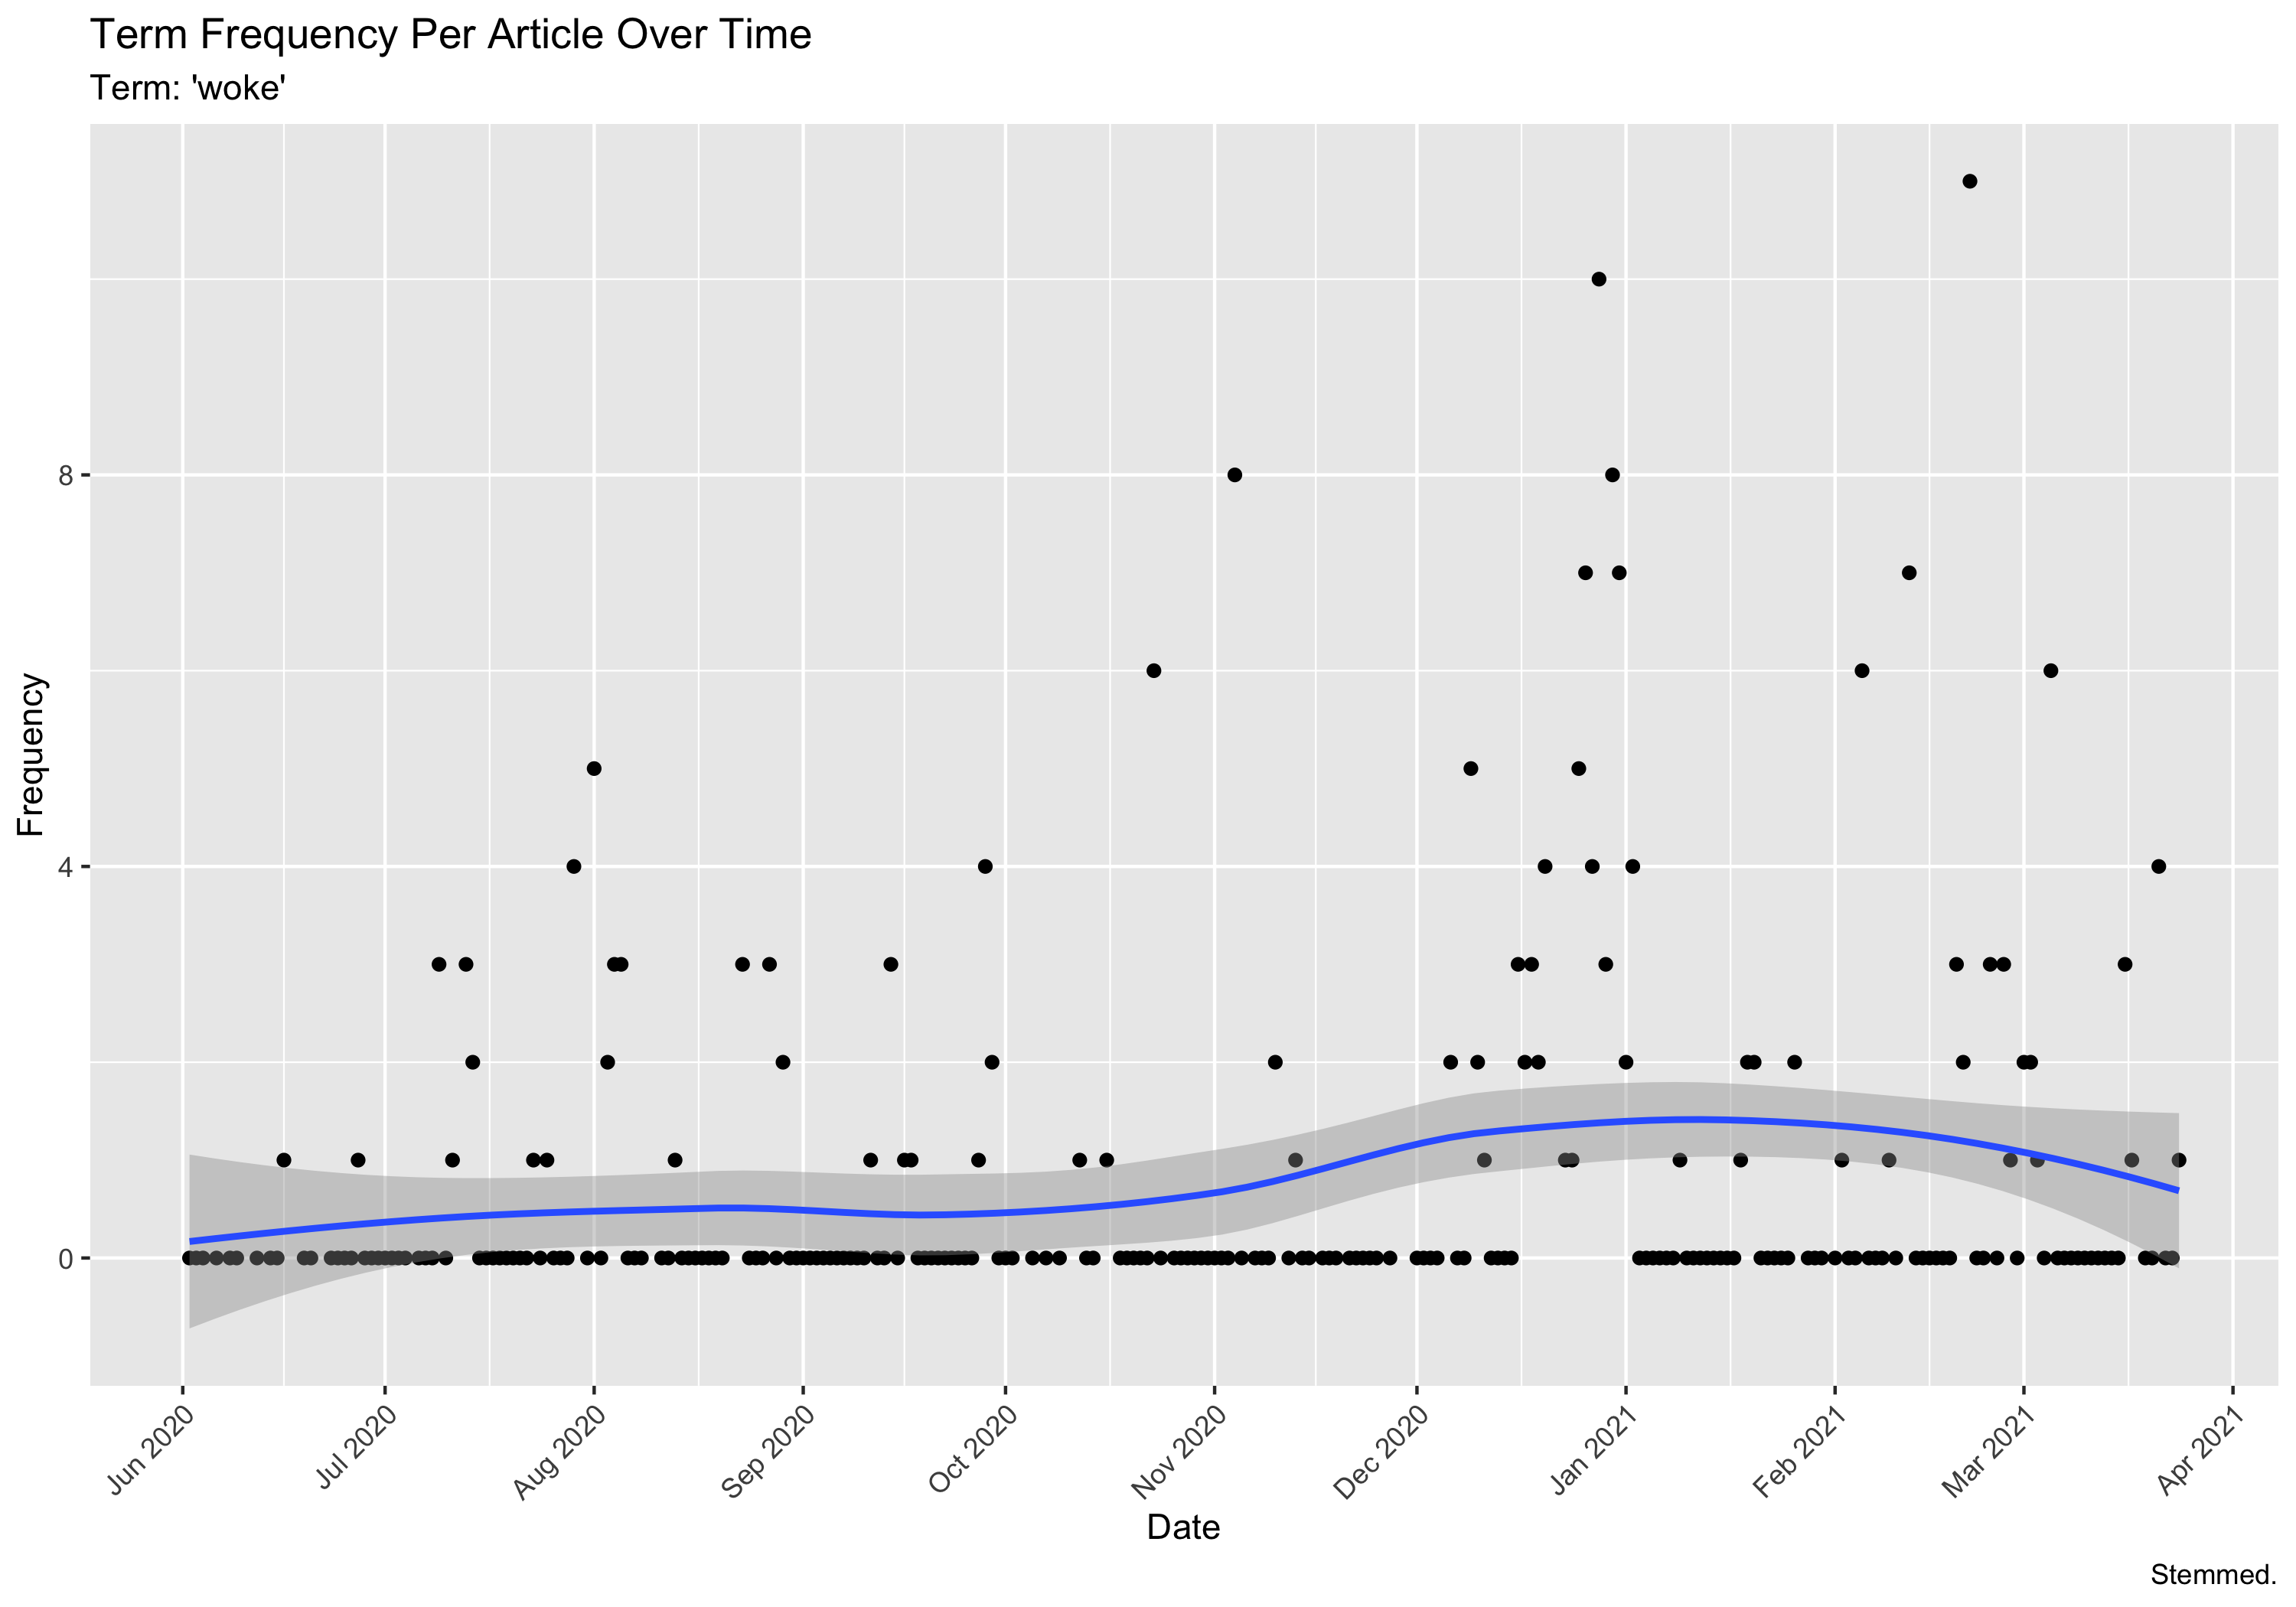 Term Frequency Per Article Over Time
Term: 'woke'
8
4
0
Frequency
Jun 2020
Jul 2020
Aug 2020
Sep 2020
Oct 2020
Nov 2020
Dec 2020
Jan 2021
Feb 2021
Mar 2021
Apr 2021
Date
Stemmed.